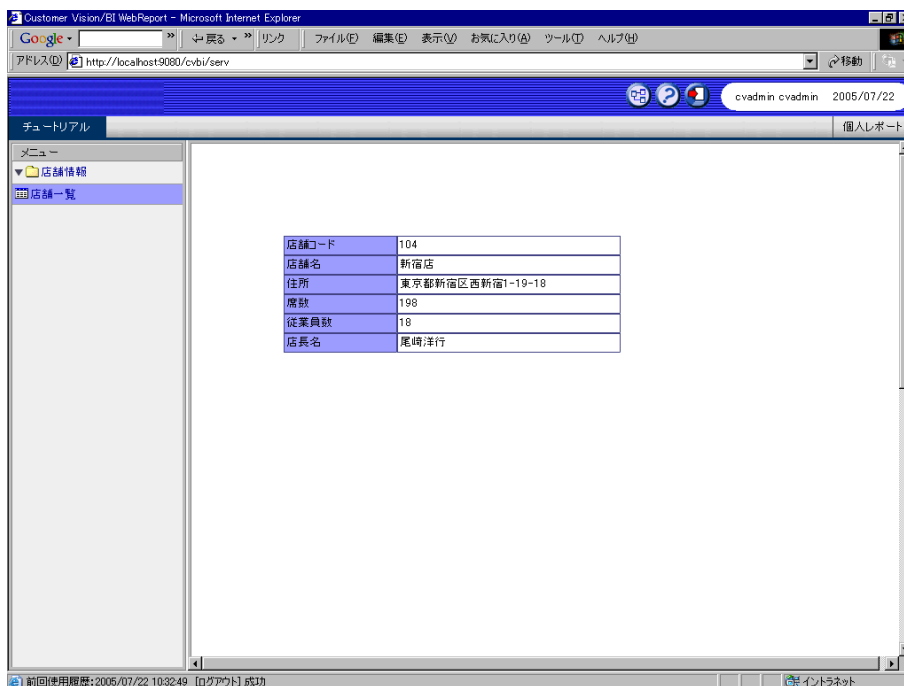 Customer Vision/BI WebReport - Microsoft Internet Explorer
Google » 戻る » リンク ファイル(F) 編集(E) 表示(V) お気に入り(A) ツール(T) ヘルプ(H)
アドレス(D) http://localhost:9080/cvbi/serv 移動
cvadmin cvadmin 2005/07/22
チュートリアル 個人レポート
メニュー
店舗情報
店舗一覧
店舗コード 104
店舗名 新宿店
住所 東京都新宿区西新宿1-19-18
席数 198
従業員数 18
店長名 尾崎洋行
前回使用履歴:2005/07/22 10:32:49 [ログアウト] 成功 イントラネット